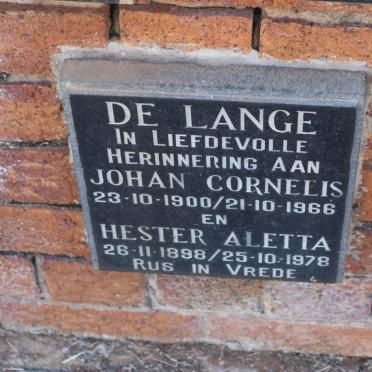 DE LANGE
IN LIEFDEVOLLE
HERINNERING AAN
JOHAN CORNELIS
23-10-1900/21-10-1966
EN
HESTER ALETTA
26-11-1898/25-10-1978
RUS IN VREDE